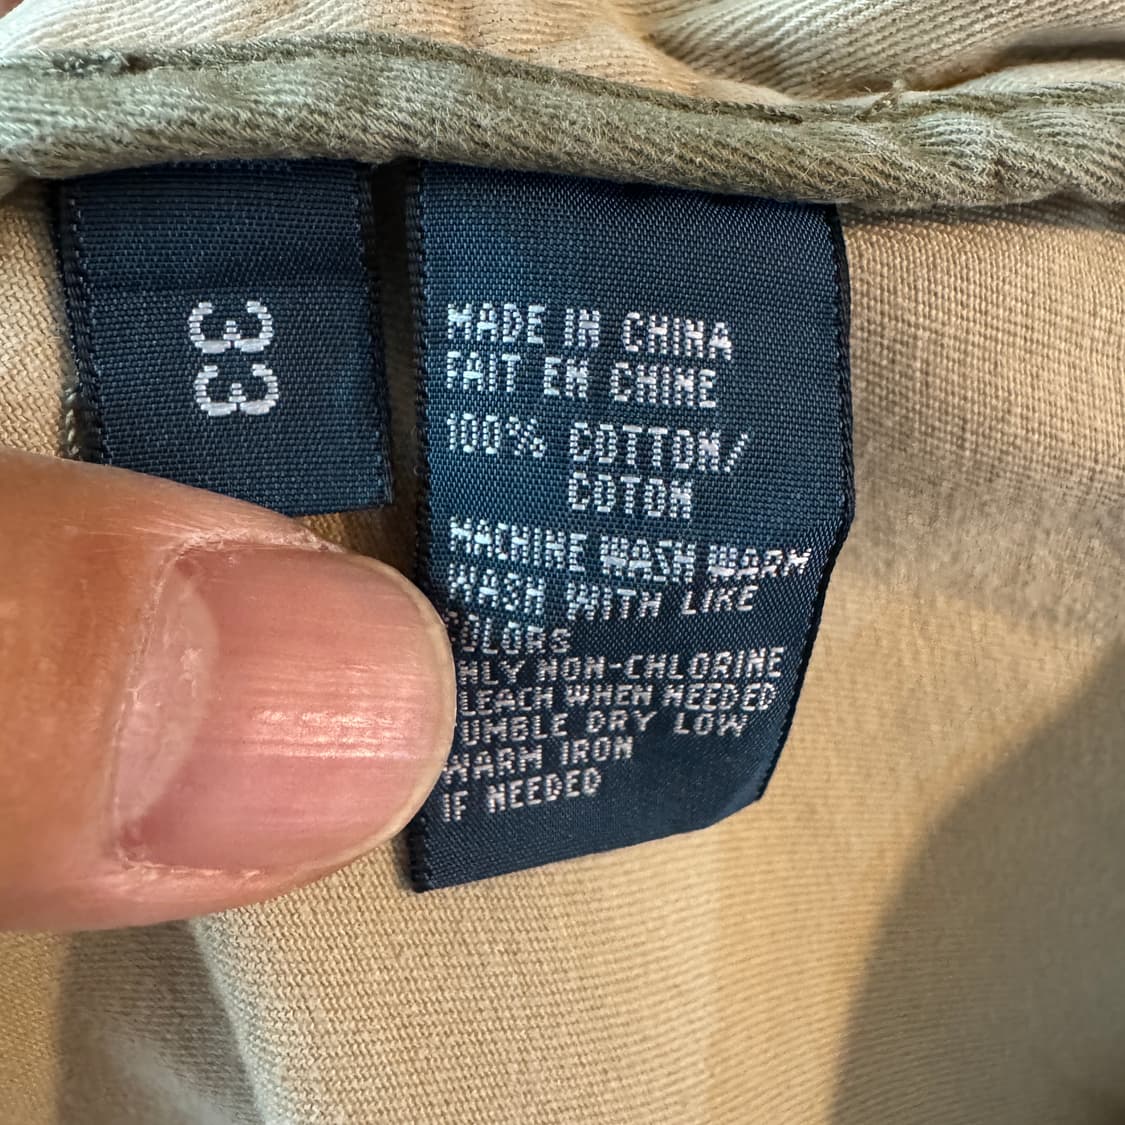 33
MADE IN CHINA
FAIT EN CHINE
100% COTTON/
COTON
MACHINE WASH WARM
WASH WITH LIKE
OLORS
NLY NON-CHLORINE
LEACH WHEN NEEDED
UMBLE DRY LOW
WARM IRON
IF NEEDED